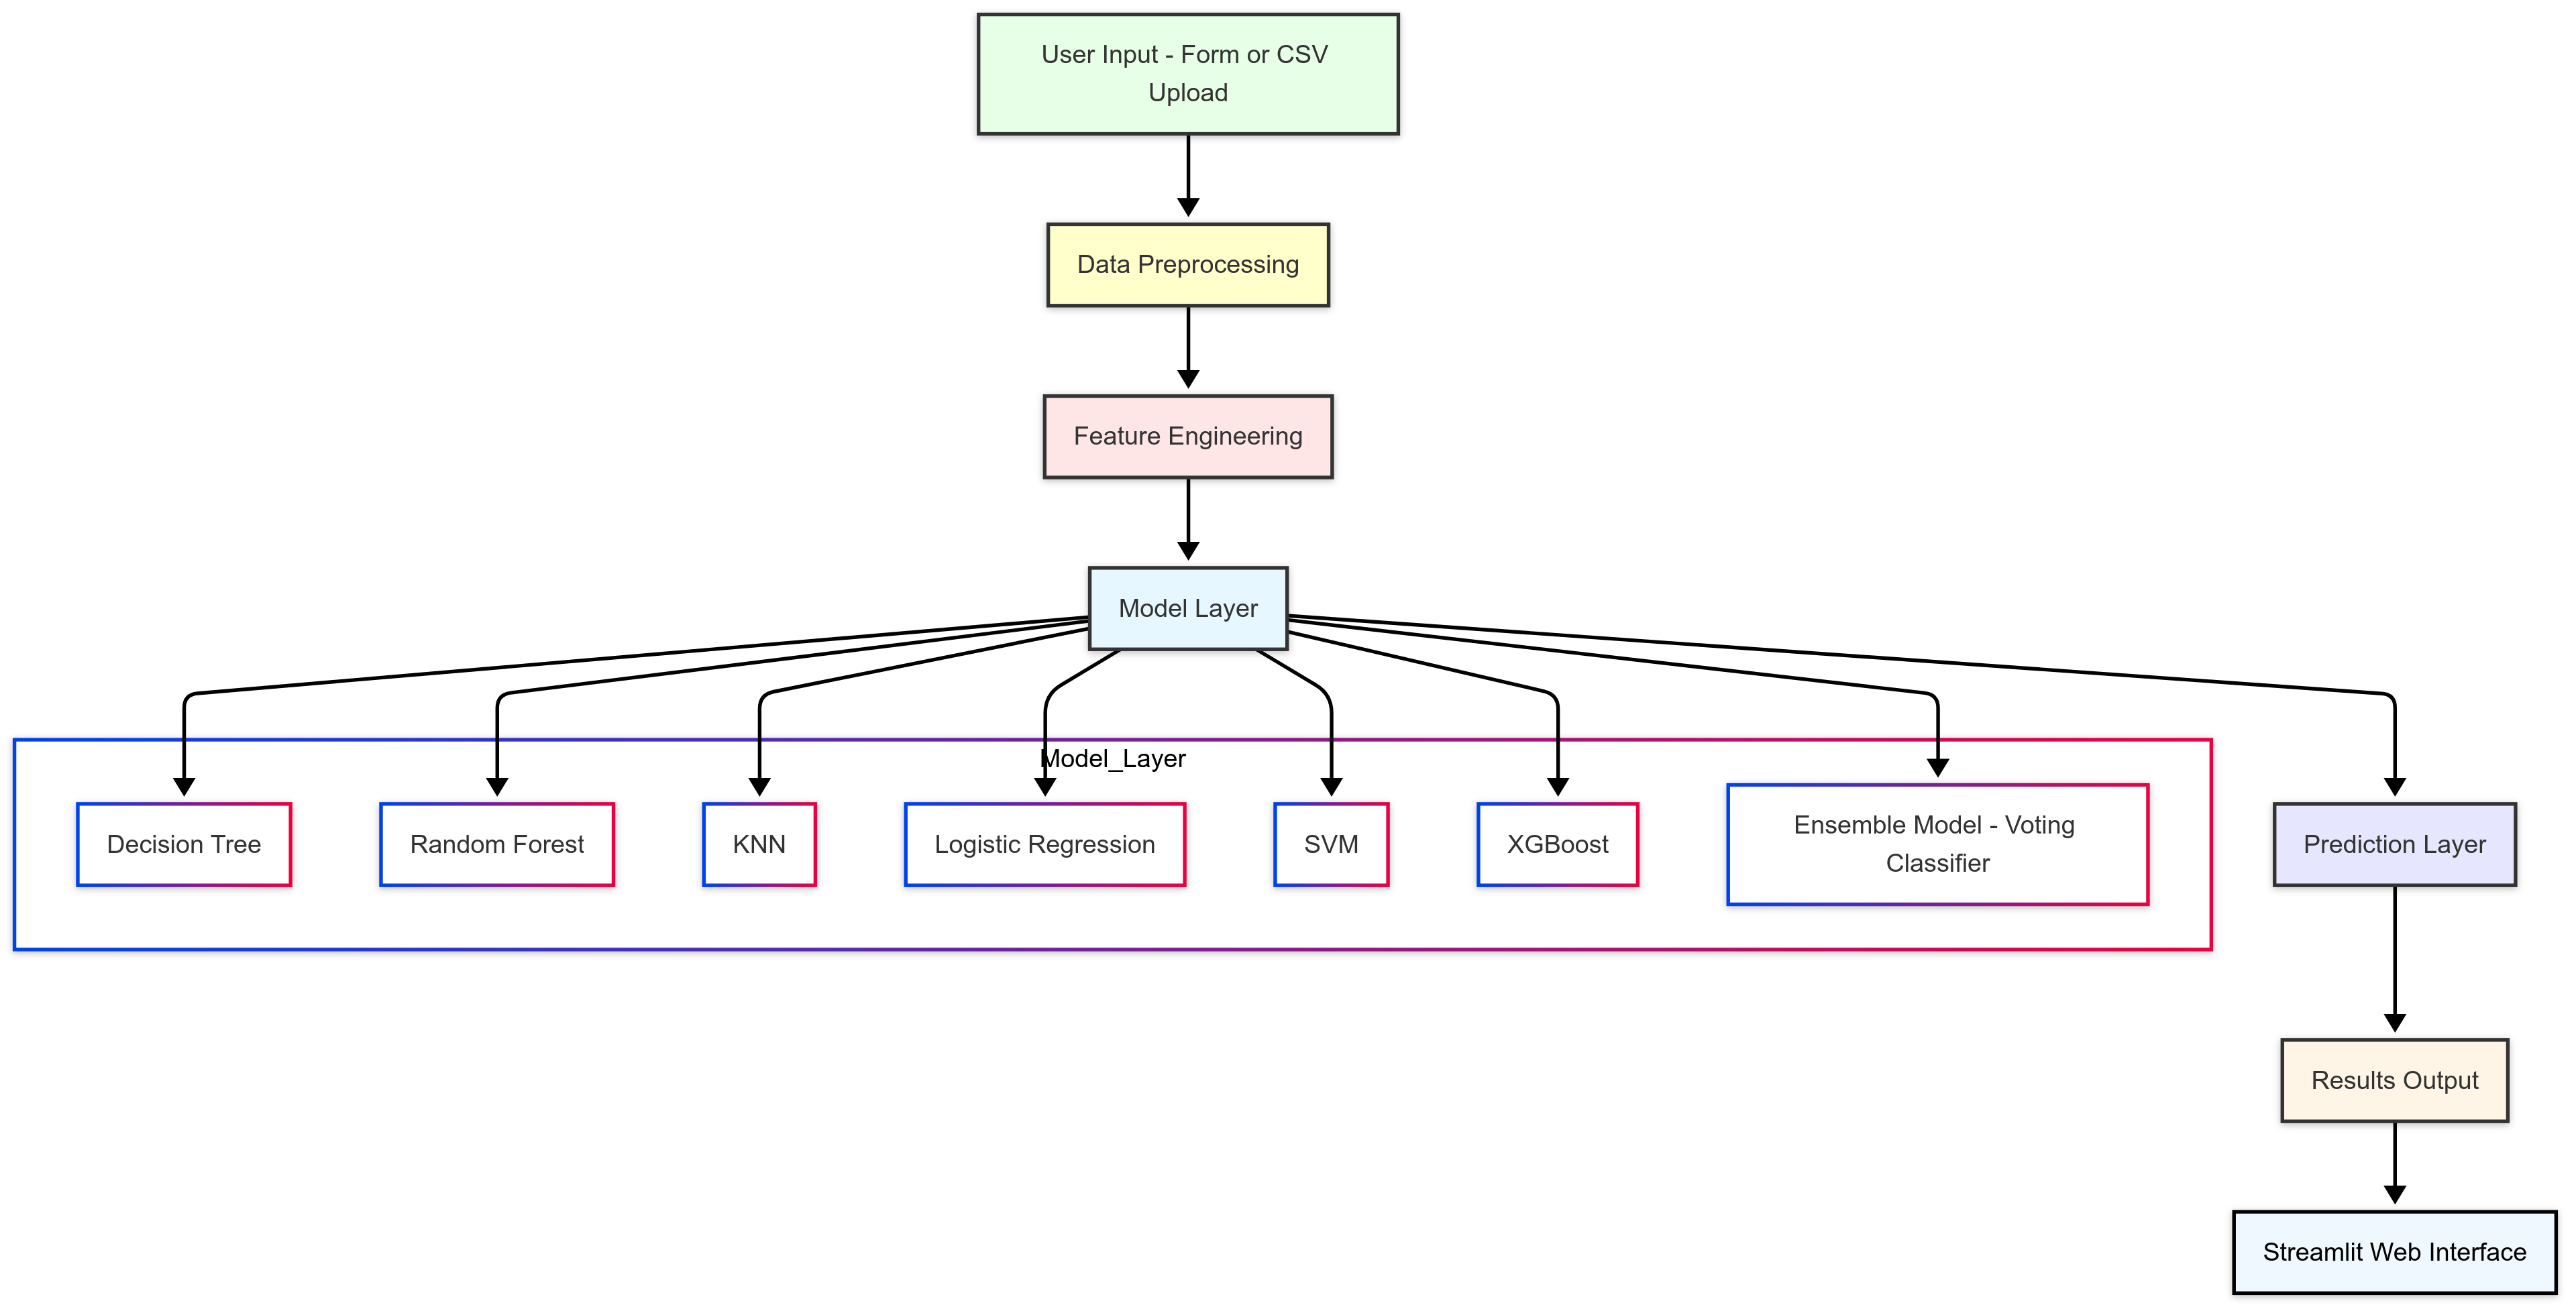 User Input - Form or CSV
Upload
Data Preprocessing
Feature Engineering
Model Layer
Model_Layer
Decision Tree
Random Forest
KNN
Logistic Regression
SVM
XGBoost
Ensemble Model - Voting
Classifier
Prediction Layer
Results Output
Streamlit Web Interface